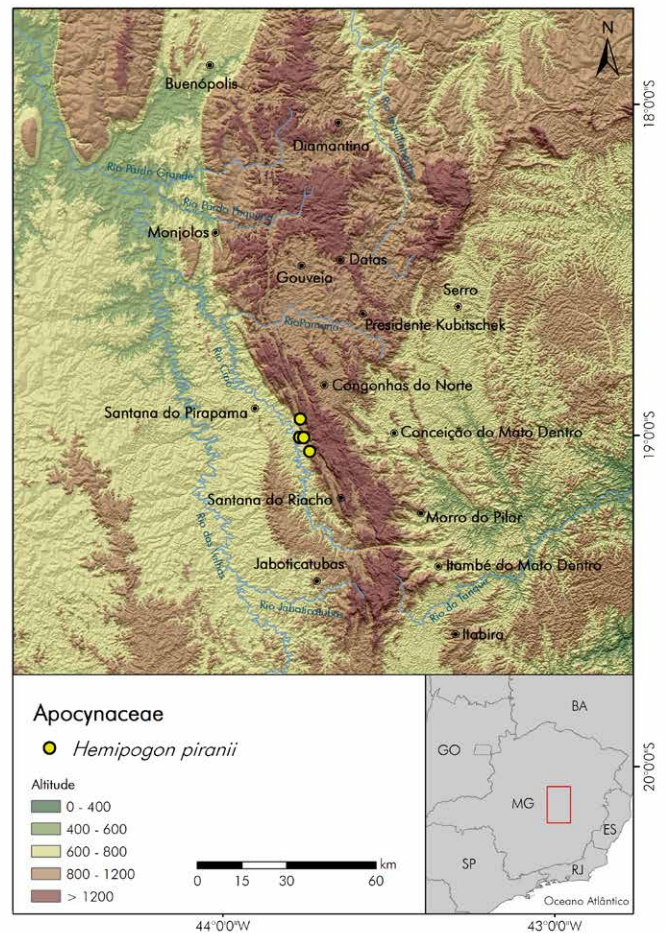 N
18°0'0"S
Buenópolis
Diamantina
Rio Jequitinhonha
Rio Pardo Grande
Rio Pardo Pequeno
Monjolos
Datas
Gouveia
Serro
Rio Paraúna
Presidente Kubitschek
Rio Cipó
Congonhas do Norte
Santana do Pirapama
19°0'0"S
Conceição do Mato Dentro
Santana do Riacho
Morro do Pilar
Rio das Velhas
Jaboticatubas
Itambé do Mato Dentro
Rio Jaboticatubas
Rio do Tanque
Itabira
Apocynaceae
Hemipogon piranii
Altitude
0 - 400
400 - 600
600 - 800
800 - 1200
> 1200
km
0 15 30 60
BA
GO
MG
ES
SP
RJ
Oceano Atlântico
20°0'0"S
44°0'0"W
43°0'0"W